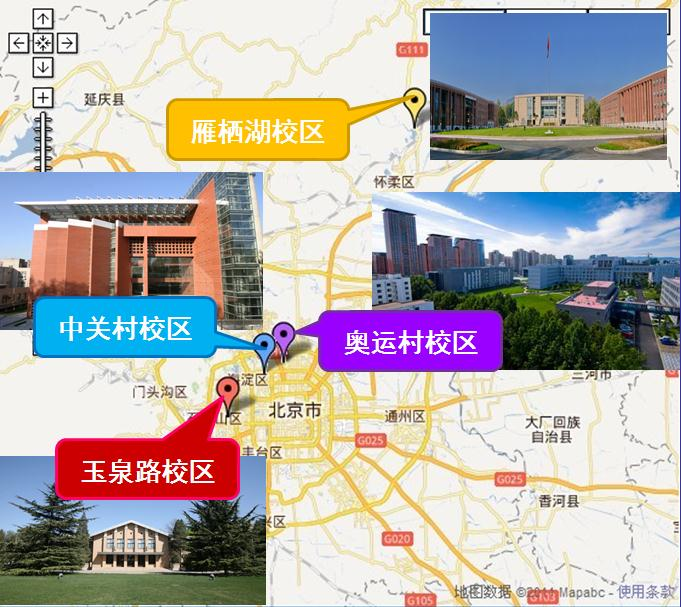 G111
延庆县
雁栖湖校区
怀柔区
中关村校区
奥运村校区
海淀区
门头沟区
北京市
通州区
三河市
大厂回族
自治县
G025
丰台区
玉泉路校区
G025
香河县
G020
地图数据 ©2011 Mapabc - 使用条款
G105
G103